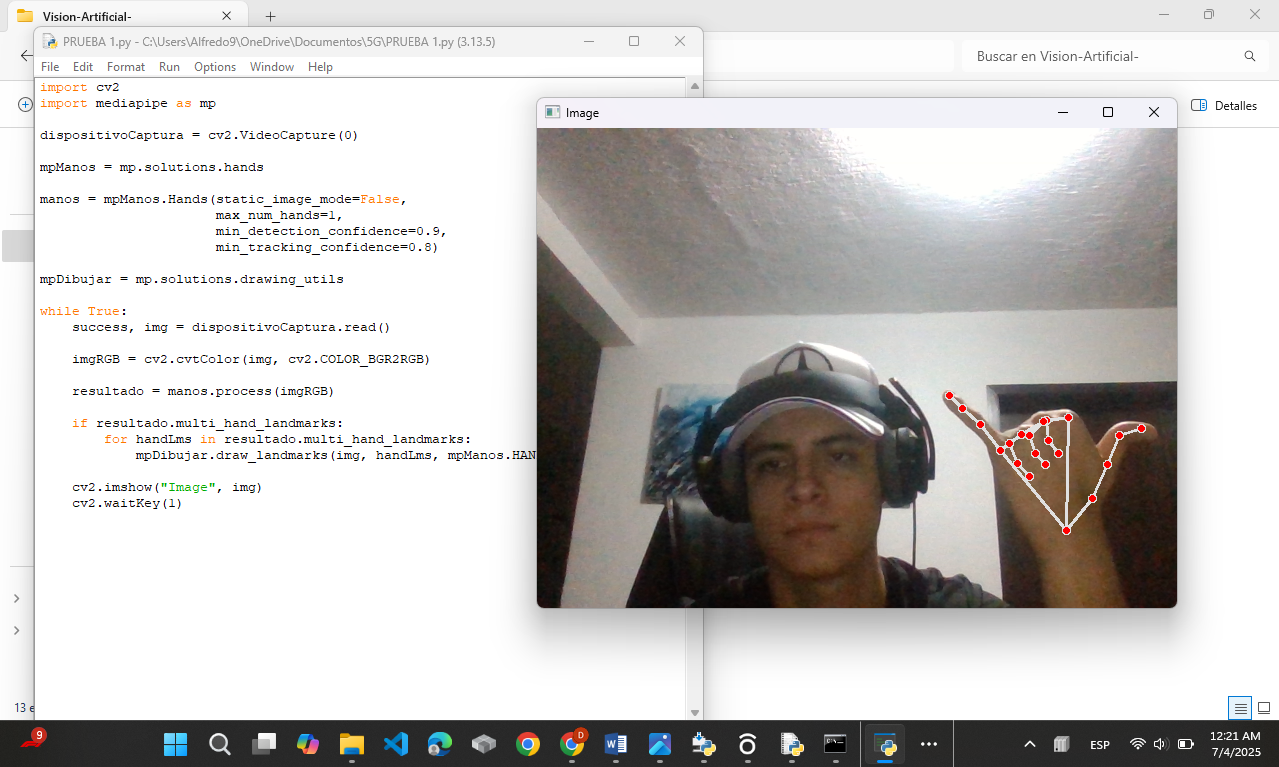 Vision-Artificial-
PRUEBA 1.py - C:\Users\Alfredo9\OneDrive\Documentos\5G\PRUEBA 1.py (3.13.5)
File Edit Format Run Options Window Help
Buscar en Vision-Artificial-
Detalles
import cv2
import mediapipe as mp
dispositivoCaptura = cv2.VideoCapture(0)
mpManos = mp.solutions.hands
manos = mpManos.Hands(static_image_mode=False,
max_num_hands=1,
min_detection_confidence=0.9,
min_tracking_confidence=0.8)
mpDibujar = mp.solutions.drawing_utils
while True:
success, img = dispositivoCaptura.read()
imgRGB = cv2.cvtColor(img, cv2.COLOR_BGR2RGB)
resultado = manos.process(imgRGB)
if resultado.multi_hand_landmarks:
for handLms in resultado.multi_hand_landmarks:
mpDibujar.draw_landmarks(img, handLms, mpManos.HAN
cv2.imshow("Image", img)
cv2.waitKey(1)
Image
13 e
9
D
ESP
12:21 AM
7/4/2025